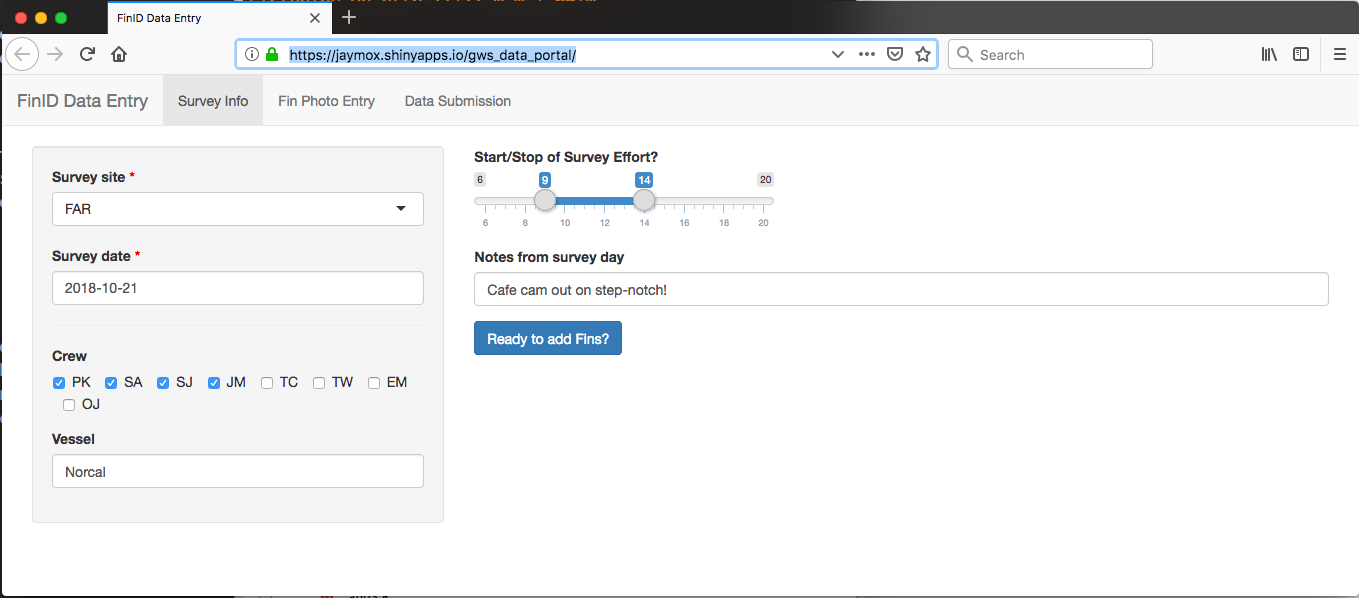 FinID Data Entry
https://jaymox.shinyapps.io/gws_data_portal/
Search
FinID Data Entry Survey Info Fin Photo Entry Data Submission
Survey site *
FAR
Survey date *
2018-10-21
Crew
PK SA SJ JM TC TW EM
OJ
Vessel
Norcal
Start/Stop of Survey Effort?
6 9 14 20
6 8 10 12 14 16 18 20
Notes from survey day
Cafe cam out on step-notch!
Ready to add Fins?